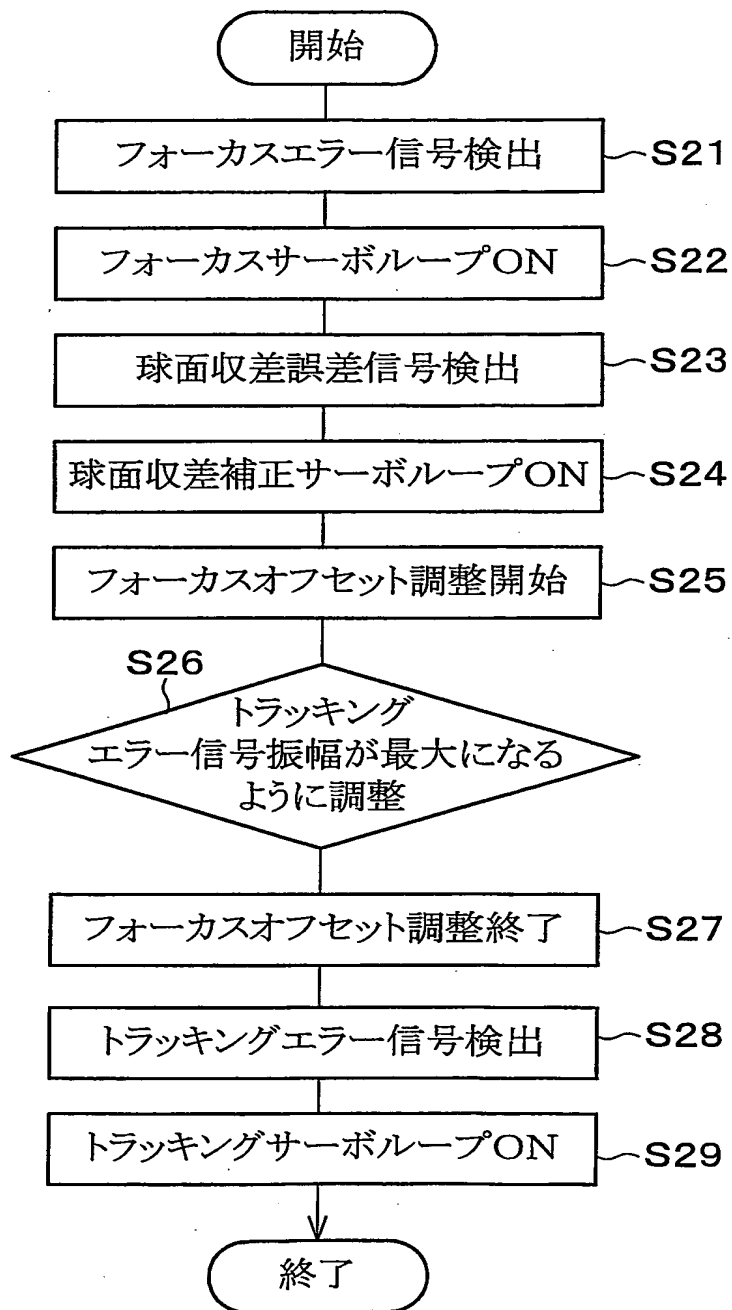 開始
フォーカスエラー信号検出 S21
フォーカスサーボループON S22
球面収差誤差信号検出 S23
球面収差補正サーボループON S24
フォーカスオフセット調整開始 S25
S26
トラッキング
エラー信号振幅が最大になる
ように調整
フォーカスオフセット調整終了 S27
トラッキングエラー信号検出 S28
トラッキングサーボループON S29
終了